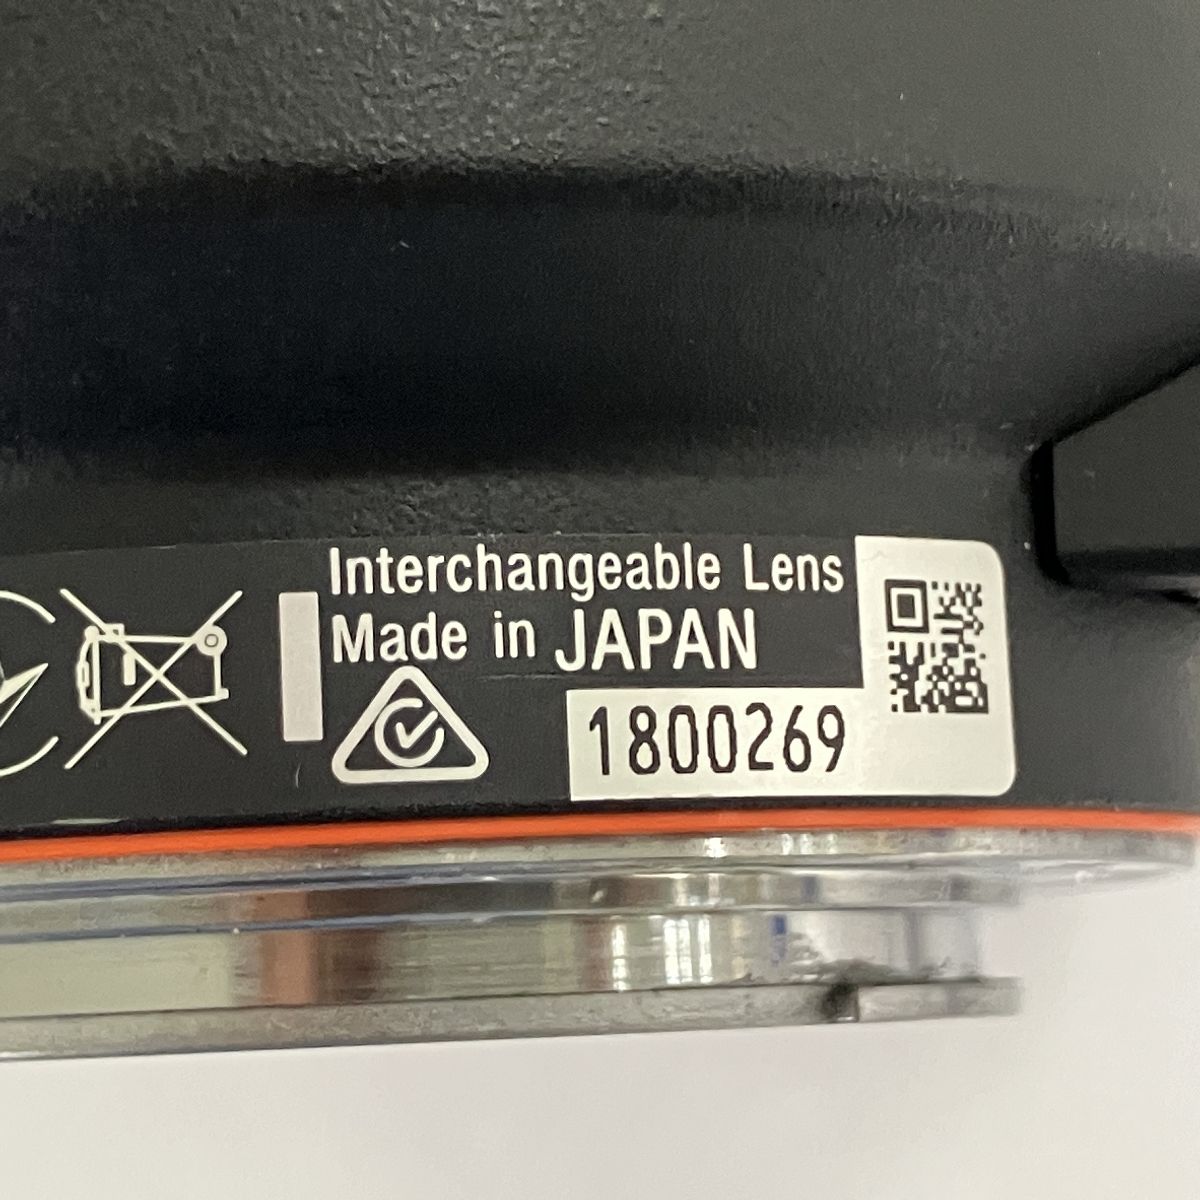 Interchangeable Lens
Made in JAPAN
1800269